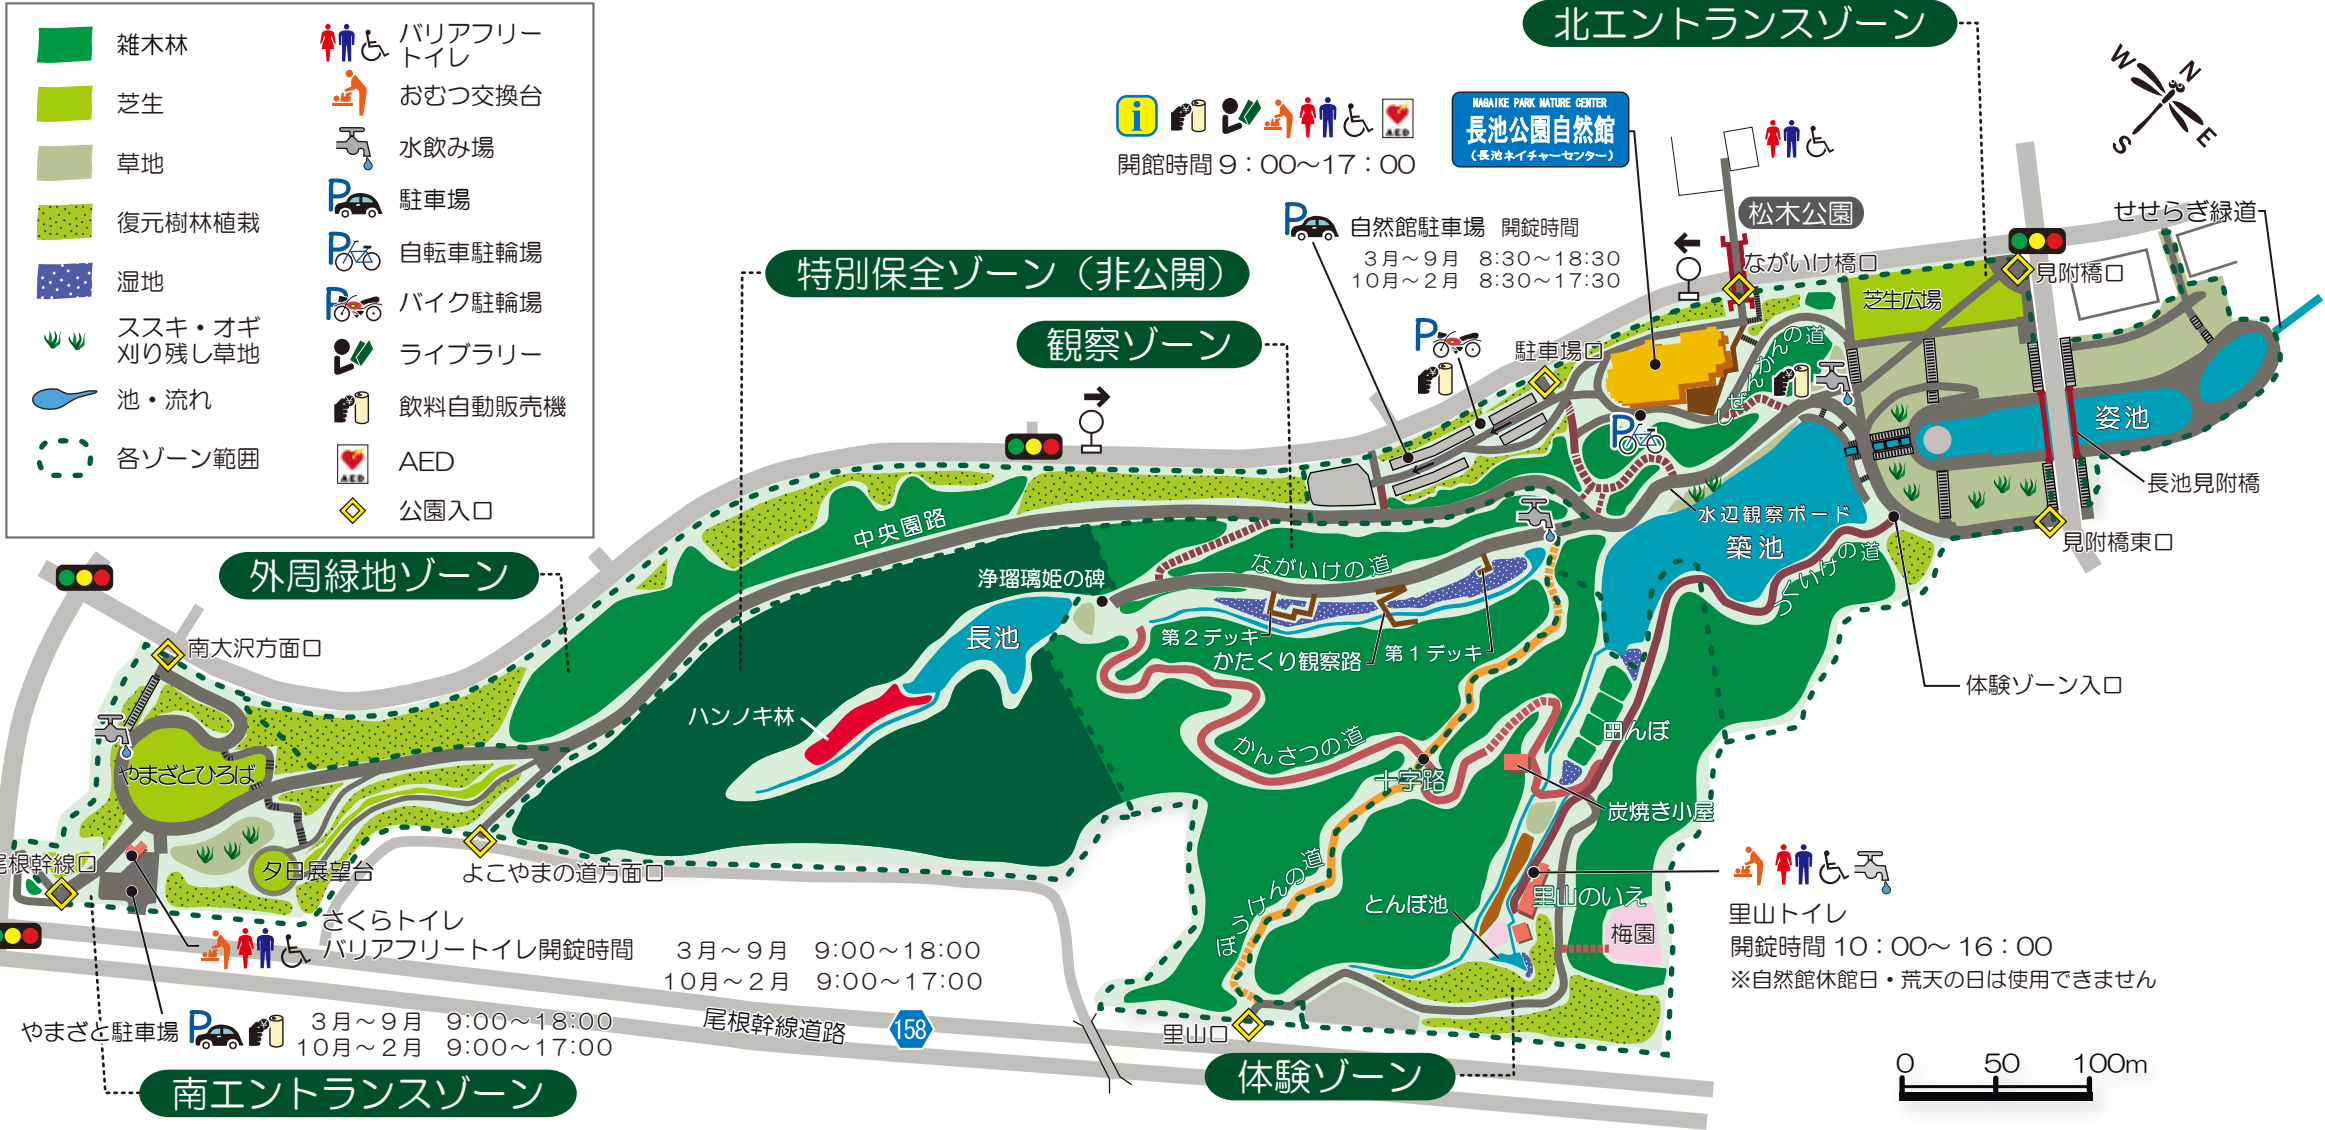 雑木林
芝生
草地
復元樹林植栽
湿地
ススキ・オギ
刈り残し草地
池・流れ
各ゾーン範囲
バリアフリー
トイレ
おむつ交換台
水飲み場
駐車場
自転車駐輪場
バイク駐輪場
ライブラリー
飲料自動販売機
AED
公園入口
北エントランスゾーン
NAGAIKE PARK NATURE CENTER
長池公園自然館
(長池ネイチャーセンター)
開館時間 9:00〜17:00
自然館駐車場 開錠時間
3月〜9月 8:30〜18:30
10月〜2月 8:30〜17:30
W
N
S
E
松木公園
せせらぎ緑道
ながいけ橋口
見附橋口
芝生広場
特別保全ゾーン(非公開)
観察ゾーン
駐車場口
しぜんかんの道
姿池
長池見附橋
見附橋東口
水辺観察ボード
築池
つくいけの道
体験ゾーン入口
中央園路
ながいけの道
浄瑠璃姫の碑
長池
第2デッキ
かたくり観察路
第1デッキ
外周緑地ゾーン
南大沢方面口
ハンノキ林
かんさつの道
十字路
田んぼ
炭焼き小屋
やまざとひろば
夕日展望台
よこやまの道方面口
尾根幹線口
ぼうけんの道
とんぼ池
里山のいえ
梅園
里山トイレ
開錠時間 10:00〜16:00
※自然館休館日・荒天の日は使用できません
さくらトイレ
バリアフリートイレ開錠時間 3月〜9月 9:00〜18:00
10月〜2月 9:00〜17:00
やまざと駐車場 3月〜9月 9:00〜18:00
10月〜2月 9:00〜17:00
尾根幹線道路 158
里山口
南エントランスゾーン
体験ゾーン
0 50 100m